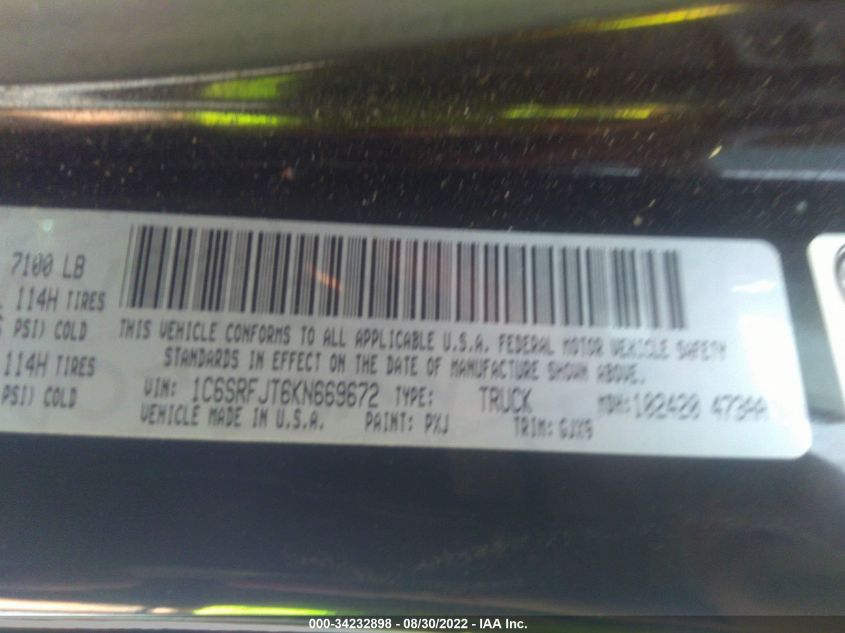 7100 LB
114H TIRES
PSI) COLD
114H TIRES
PSI) COLD
THIS VEHICLE CONFORMS TO ALL APPLICABLE U.S.A. FEDERAL MOTOR VEHICLE SAFETY
STANDARDS IN EFFECT ON THE DATE OF MANUFACTURE SHOWN ABOVE.
VIN: 1C6SRFJT6KN669672 TYPE: TRUCK MDH: 102420 473AA
VEHICLE MADE IN U.S.A. PAINT: PXJ TRIM: GJX9
000-34232898 - 08/30/2022 - IAA Inc.